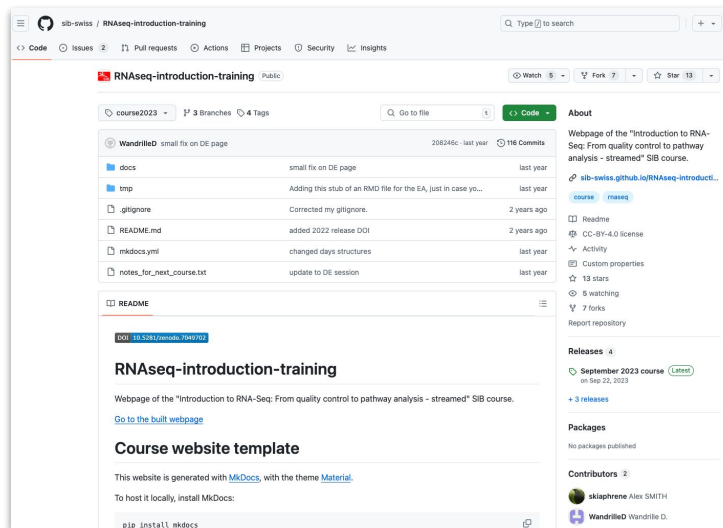 sib-swiss / RNAseq-introduction-training
Type / to search
Code Issues 2 Pull requests Actions Projects Security Insights
RNAseq-introduction-training Public
Watch 5 Fork 7 Star 13
course2023 3 Branches 4 Tags Go to file t Code
WandrilleD small fix on DE page 208246c · last year 116 Commits
docs small fix on DE page last year
tmp Adding this stub of an RMD file for the EA, just in case yo... last year
.gitignore Corrected my gitignore. 2 years ago
README.md added 2022 release DOI 2 years ago
mkdocs.yml changed days structures last year
notes_for_next_course.txt update to DE session last year
README
DOI 10.5281/zenodo.7049702
RNAseq-introduction-training
Webpage of the "Introduction to RNA-Seq: From quality control to pathway analysis - streamed" SIB course.
Go to the built webpage
Course website template
This website is generated with MkDocs, with the theme Material.
To host it locally, install MkDocs:
pip install mkdocs
About
Webpage of the "Introduction to RNA-
Seq: From quality control to pathway
analysis - streamed" SIB course.
sib-swiss.github.io/RNAseq-introducti...
course rnaseq
Readme
CC-BY-4.0 license
Activity
Custom properties
13 stars
5 watching
7 forks
Report repository
Releases 4
September 2023 course Latest
on Sep 22, 2023
+ 3 releases
Packages
No packages published
Contributors 2
skiaphrene Alex SMITH
WandrilleD Wandrille D.